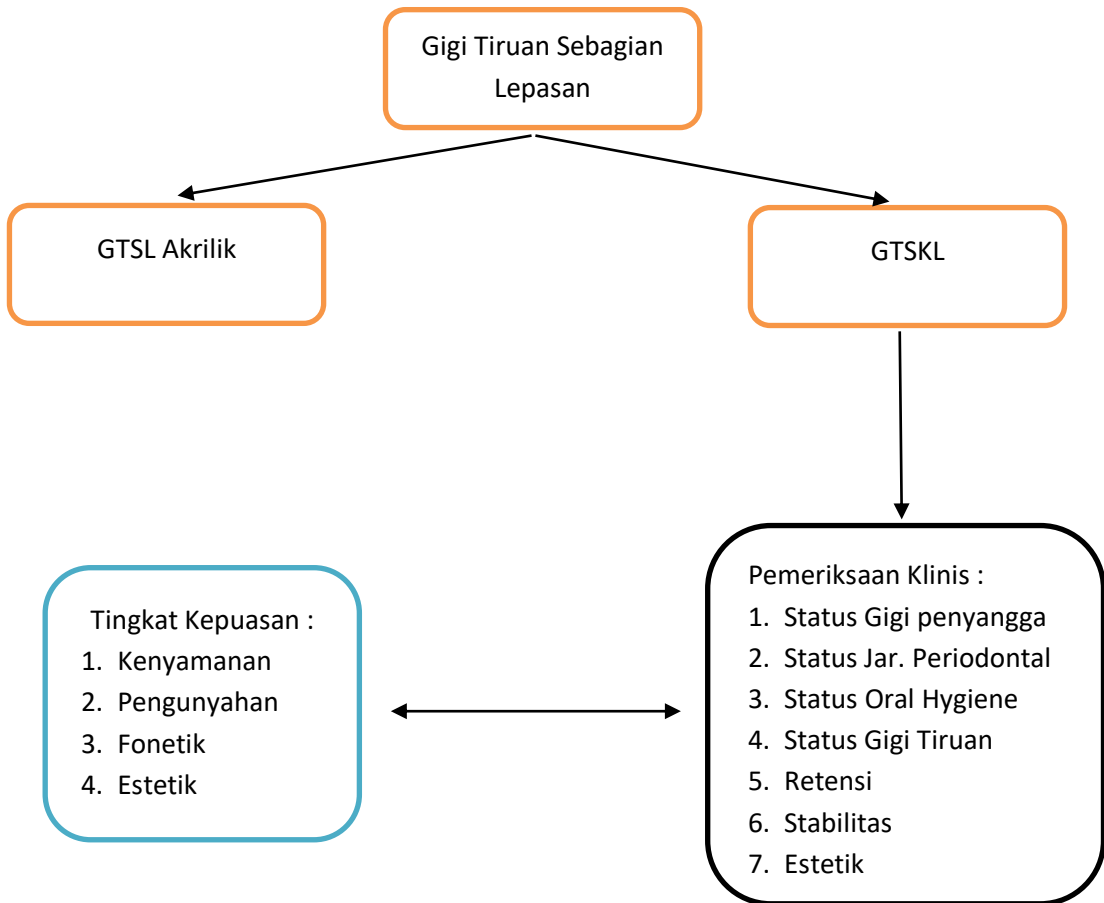 Gigi Tiruan Sebagian
Lepasan
GTSL Akrilik
GTSKL
Tingkat Kepuasan :
1. Kenyamanan
2. Pengunyahan
3. Fonetik
4. Estetik
Pemeriksaan Klinis :
1. Status Gigi penyangga
2. Status Jar. Periodontal
3. Status Oral Hygiene
4. Status Gigi Tiruan
5. Retensi
6. Stabilitas
7. Estetik